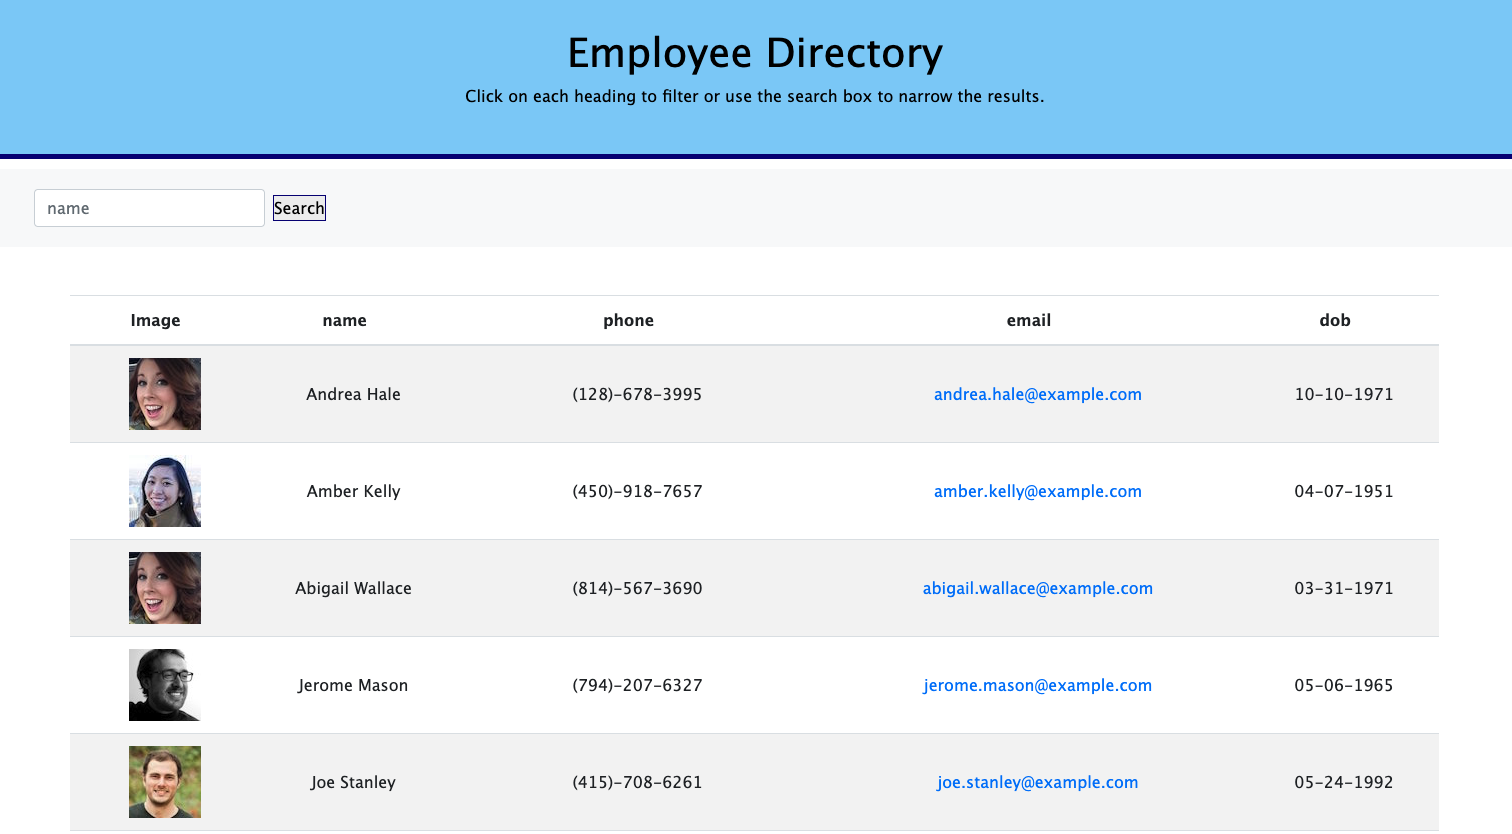 Employee Directory
Click on each heading to filter or use the search box to narrow the results.
name Search
Image name phone email dob
Andrea Hale (128)-678-3995 andrea.hale@example.com 10-10-1971
Amber Kelly (450)-918-7657 amber.kelly@example.com 04-07-1951
Abigail Wallace (814)-567-3690 abigail.wallace@example.com 03-31-1971
Jerome Mason (794)-207-6327 jerome.mason@example.com 05-06-1965
Joe Stanley (415)-708-6261 joe.stanley@example.com 05-24-1992